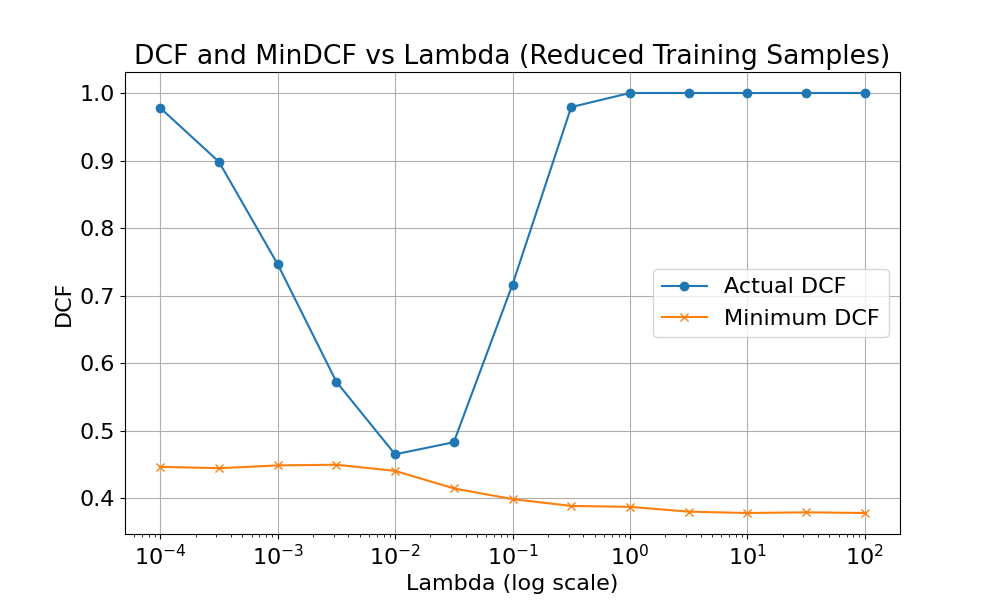 DCF and MinDCF vs Lambda (Reduced Training Samples)
1.0
0.9
0.8
0.7
0.6
0.5
0.4
DCF
Actual DCF
Minimum DCF
10⁻⁴ 10⁻³ 10⁻² 10⁻¹ 10⁰ 10¹ 10²
Lambda (log scale)